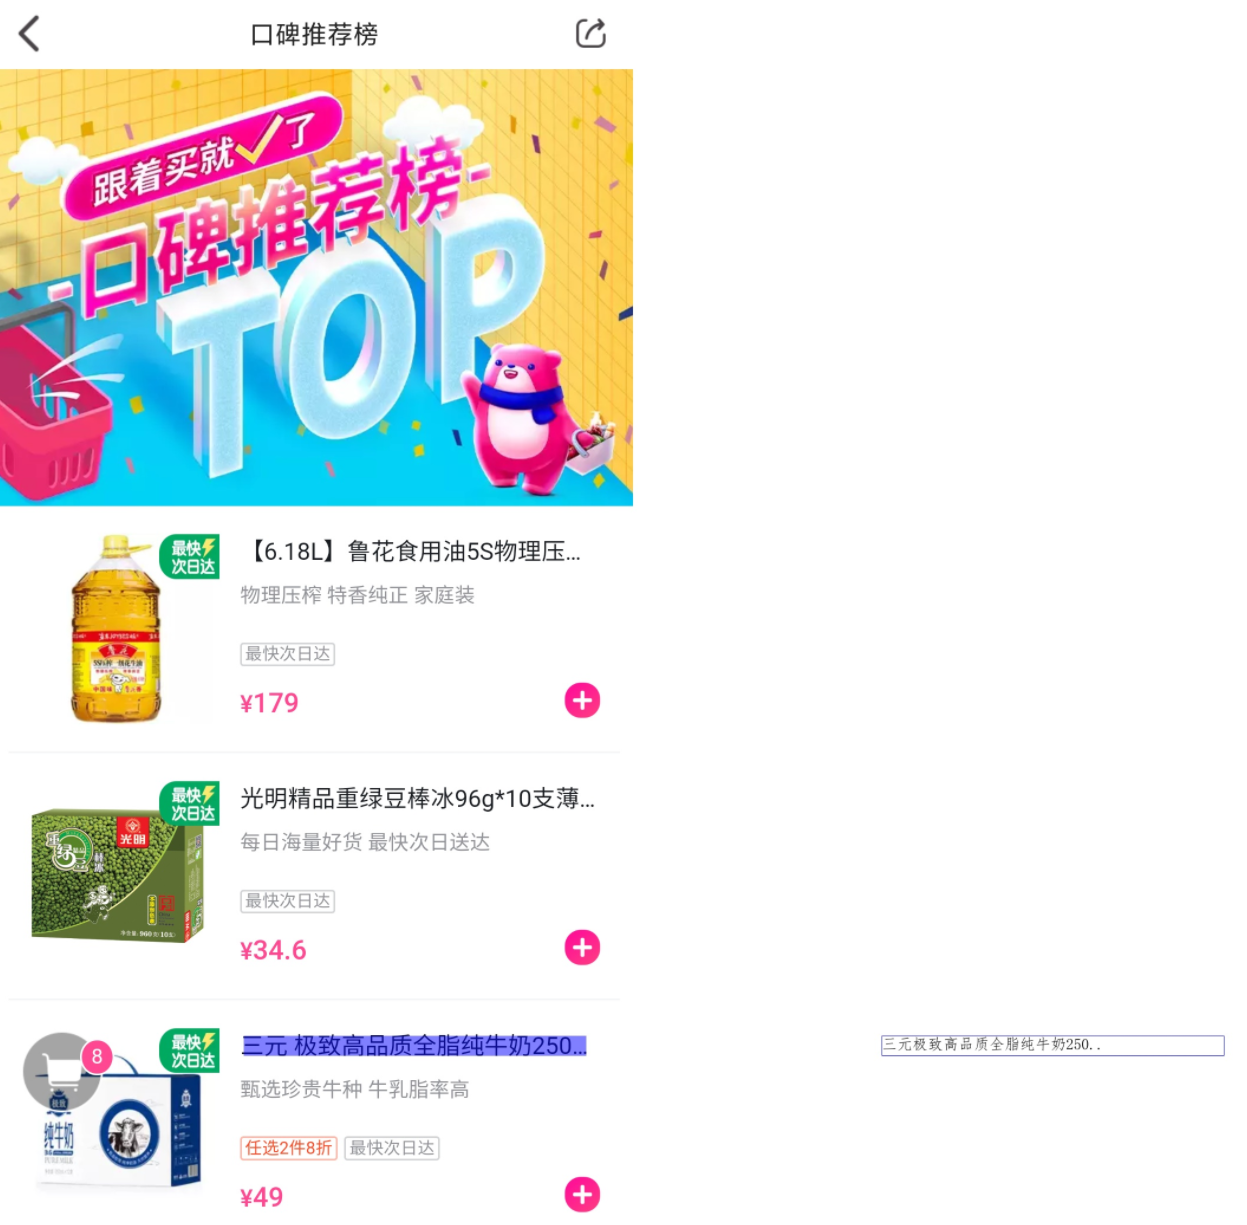 口碑推荐榜
跟着买就✓了
-口碑推荐榜-
TOP
最快
次日达
【6.18L】鲁花食用油5S物理压...
物理压榨 特香纯正 家庭装
最快次日达
¥179
最快
次日达
光明精品重绿豆棒冰96g*10支薄...
光明
每日海量好货 最快次日送达
最快次日达
¥34.6
最快
次日达
8
三元 极致高品质全脂纯牛奶250...
三元极致高品质全脂纯牛奶250..
甄选珍贵牛种 牛乳脂率高
极致
纯牛奶
任选2件8折 最快次日达
¥49